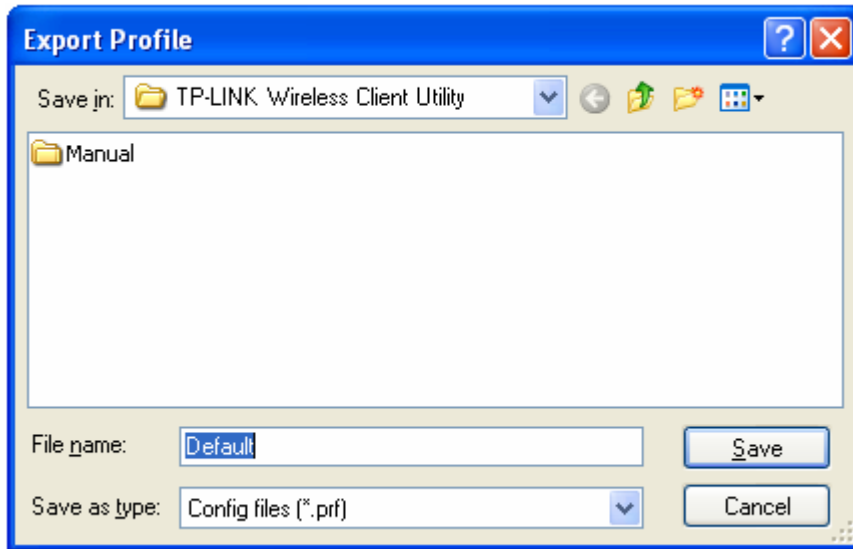 Export Profile
Save in: TP-LINK Wireless Client Utility
Manual
File name: Default
Save
Save as type: Config files (*.prf)
Cancel